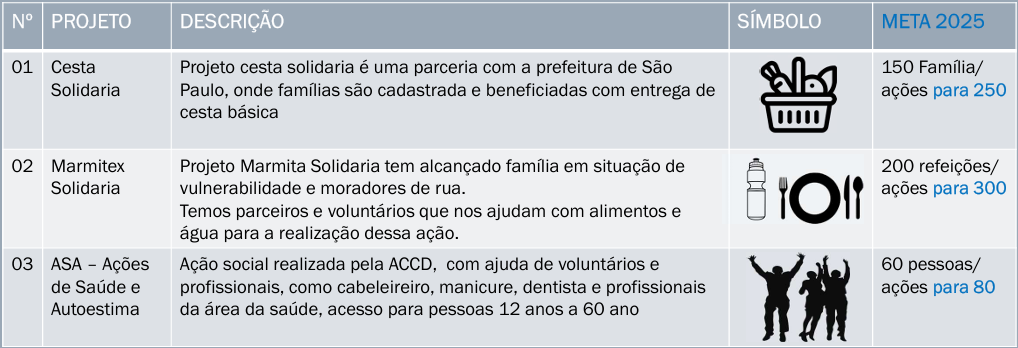 Nº PROJETO DESCRIÇÃO SÍMBOLO META 2025
01 Cesta Projeto cesta solidaria é uma parceria com a prefeitura de São 150 Família/
Solidaria Paulo, onde famílias são cadastrada e beneficiadas com entrega de ações para 250
cesta básica
02 Marmitex Projeto Marmita Solidaria tem alcançado família em situação de 200 refeições/
Solidaria vulnerabilidade e moradores de rua. ações para 300
Temos parceiros e voluntários que nos ajudam com alimentos e
água para a realização dessa ação.
03 ASA – Ações Ação social realizada pela ACCD, com ajuda de voluntários e 60 pessoas/
de Saúde e profissionais, como cabeleireiro, manicure, dentista e profissionais ações para 80
Autoestima da área da saúde, acesso para pessoas 12 anos a 60 ano